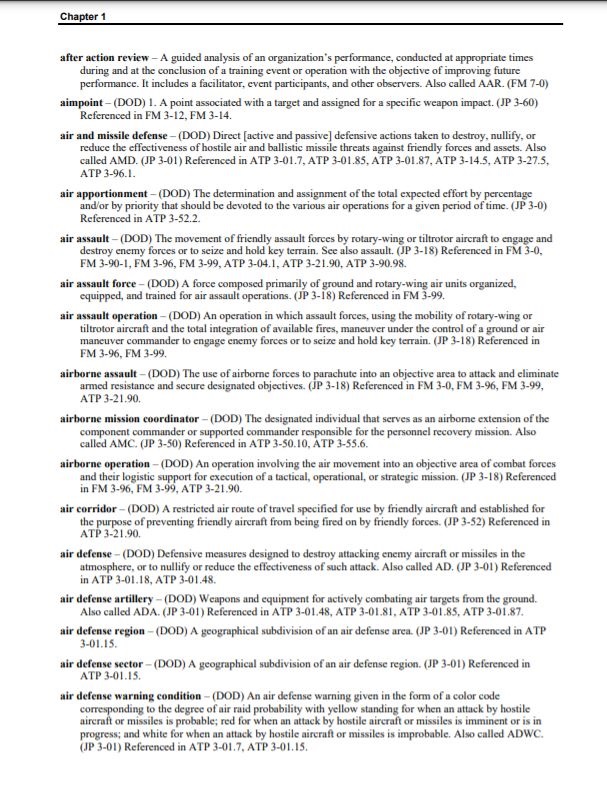 Chapter 1
after action review – A guided analysis of an organization's performance, conducted at appropriate times
during and at the conclusion of a training event or operation with the objective of improving future
performance. It includes a facilitator, event participants, and other observers. Also called AAR. (FM 7-0)
aimpoint – (DOD) 1. A point associated with a target and assigned for a specific weapon impact. (JP 3-60)
Referenced in FM 3-12, FM 3-14.
air and missile defense – (DOD) Direct [active and passive] defensive actions taken to destroy, nullify, or
reduce the effectiveness of hostile air and ballistic missile threats against friendly forces and assets. Also
called AMD. (JP 3-01) Referenced in ATP 3-01.7, ATP 3-01.85, ATP 3-01.87, ATP 3-14.5, ATP 3-27.5,
ATP 3-96.1.
air apportionment – (DOD) The determination and assignment of the total expected effort by percentage
and/or by priority that should be devoted to the various air operations for a given period of time. (JP 3-0)
Referenced in ATP 3-52.2.
air assault – (DOD) The movement of friendly assault forces by rotary-wing or tiltrotor aircraft to engage and
destroy enemy forces or to seize and hold key terrain. See also assault. (JP 3-18) Referenced in FM 3-0,
FM 3-90-1, FM 3-96, FM 3-99, ATP 3-04.1, ATP 3-21.90, ATP 3-90.98.
air assault force – (DOD) A force composed primarily of ground and rotary-wing air units organized,
equipped, and trained for air assault operations. (JP 3-18) Referenced in FM 3-99.
air assault operation – (DOD) An operation in which assault forces, using the mobility of rotary-wing or
tiltrotor aircraft and the total integration of available fires, maneuver under the control of a ground or air
maneuver commander to engage enemy forces or to seize and hold key terrain. (JP 3-18) Referenced in
FM 3-96, FM 3-99.
airborne assault – (DOD) The use of airborne forces to parachute into an objective area to attack and eliminate
armed resistance and secure designated objectives. (JP 3-18) Referenced in FM 3-0, FM 3-96, FM 3-99,
ATP 3-21.90.
airborne mission coordinator – (DOD) The designated individual that serves as an airborne extension of the
component commander or supported commander responsible for the personnel recovery mission. Also
called AMC. (JP 3-50) Referenced in ATP 3-50.10, ATP 3-55.6.
airborne operation – (DOD) An operation involving the air movement into an objective area of combat forces
and their logistic support for execution of a tactical, operational, or strategic mission. (JP 3-18) Referenced
in FM 3-96, FM 3-99, ATP 3-21.90.
air corridor – (DOD) A restricted air route of travel specified for use by friendly aircraft and established for
the purpose of preventing friendly aircraft from being fired on by friendly forces. (JP 3-52) Referenced in
ATP 3-21.90.
air defense – (DOD) Defensive measures designed to destroy attacking enemy aircraft or missiles in the
atmosphere, or to nullify or reduce the effectiveness of such attack. Also called AD. (JP 3-01) Referenced
in ATP 3-01.18, ATP 3-01.48.
air defense artillery – (DOD) Weapons and equipment for actively combating air targets from the ground.
Also called ADA. (JP 3-01) Referenced in ATP 3-01.48, ATP 3-01.81, ATP 3-01.85, ATP 3-01.87.
air defense region – (DOD) A geographical subdivision of an air defense area. (JP 3-01) Referenced in ATP
3-01.15.
air defense sector – (DOD) A geographical subdivision of an air defense region. (JP 3-01) Referenced in
ATP 3-01.15.
air defense warning condition – (DOD) An air defense warning given in the form of a color code
corresponding to the degree of air raid probability with yellow standing for when an attack by hostile
aircraft or missiles is probable; red for when an attack by hostile aircraft or missiles is imminent or is in
progress; and white for when an attack by hostile aircraft or missiles is improbable. Also called ADWC.
(JP 3-01) Referenced in ATP 3-01.7, ATP 3-01.15.